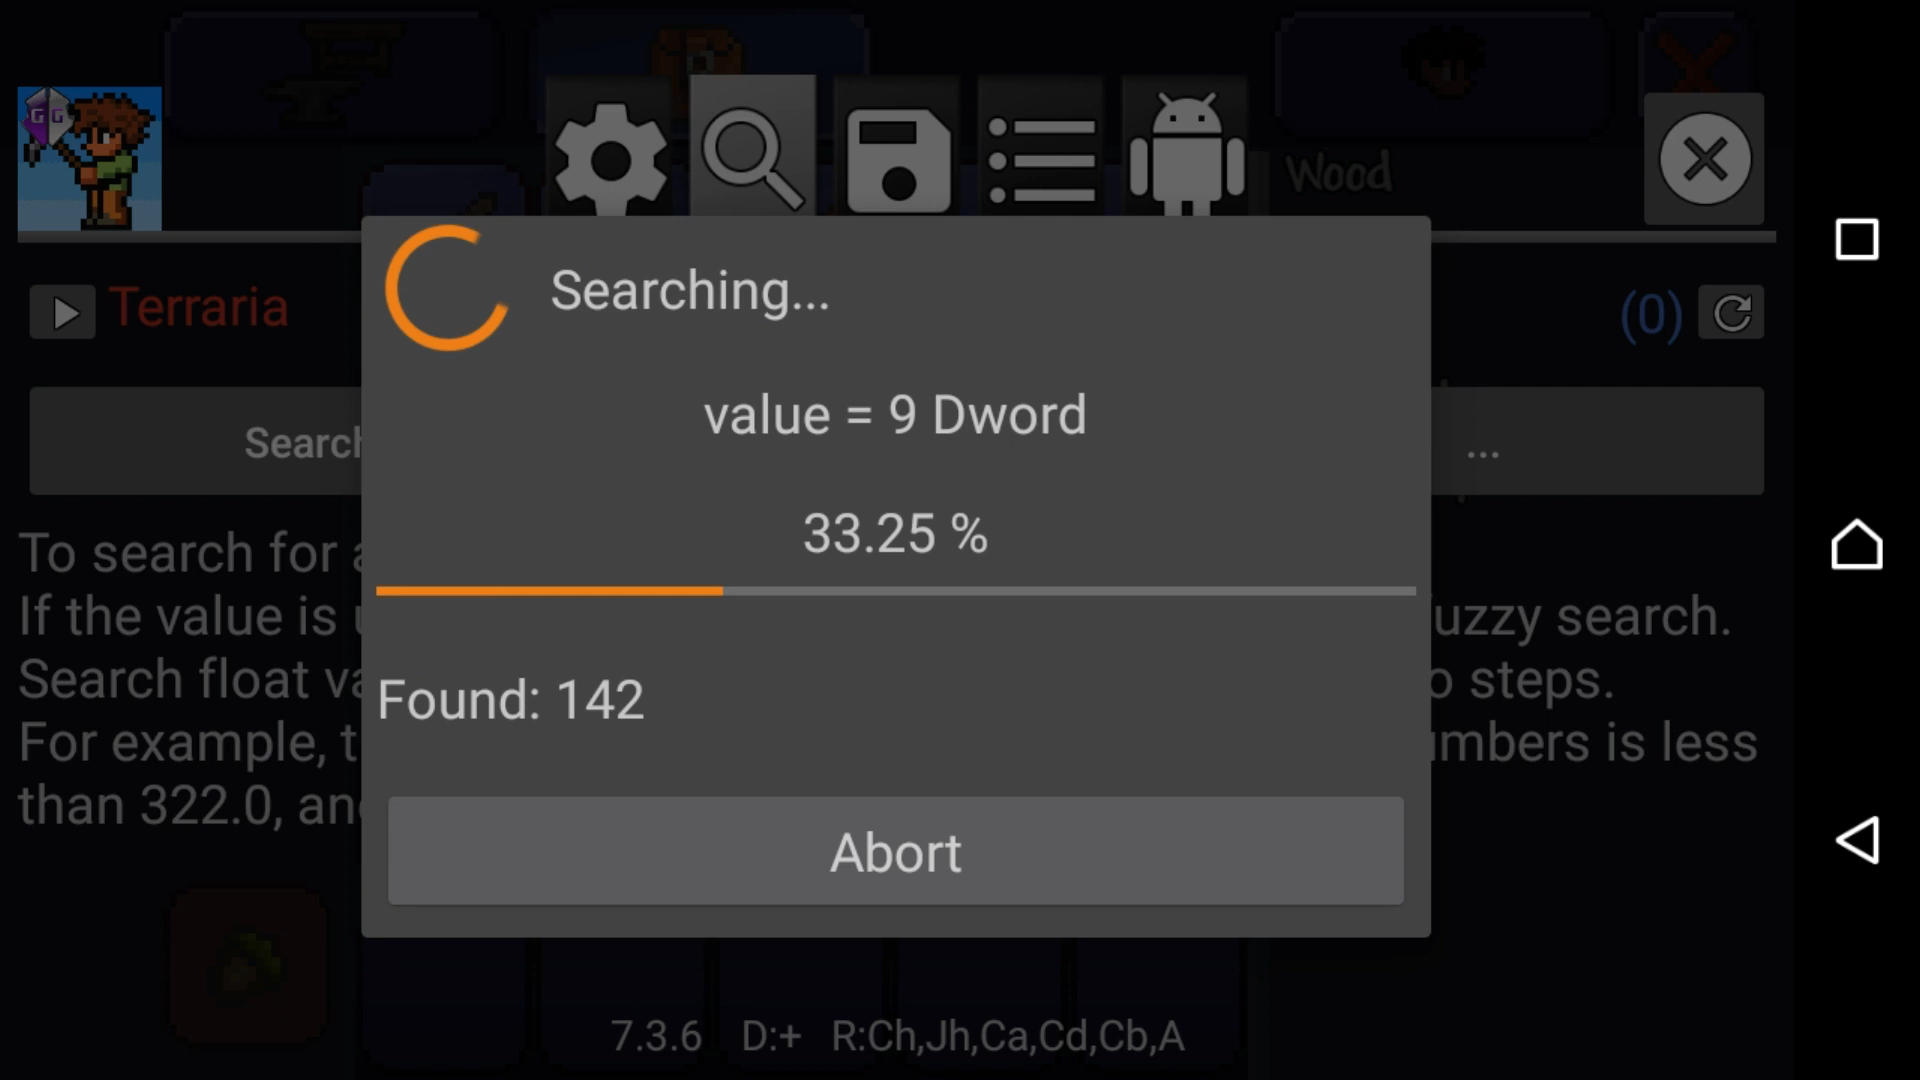 GG
Wood
Terraria
(0)
Searching...
value = 9 Dword
33.25 %
Found: 142
Abort
Search
...
To search for
If the value is
uzzy search.
Search float va
o steps.
For example, t
mbers is less
than 322.0, an
7.3.6 D:+ R:Ch,Jh,Ca,Cd,Cb,A